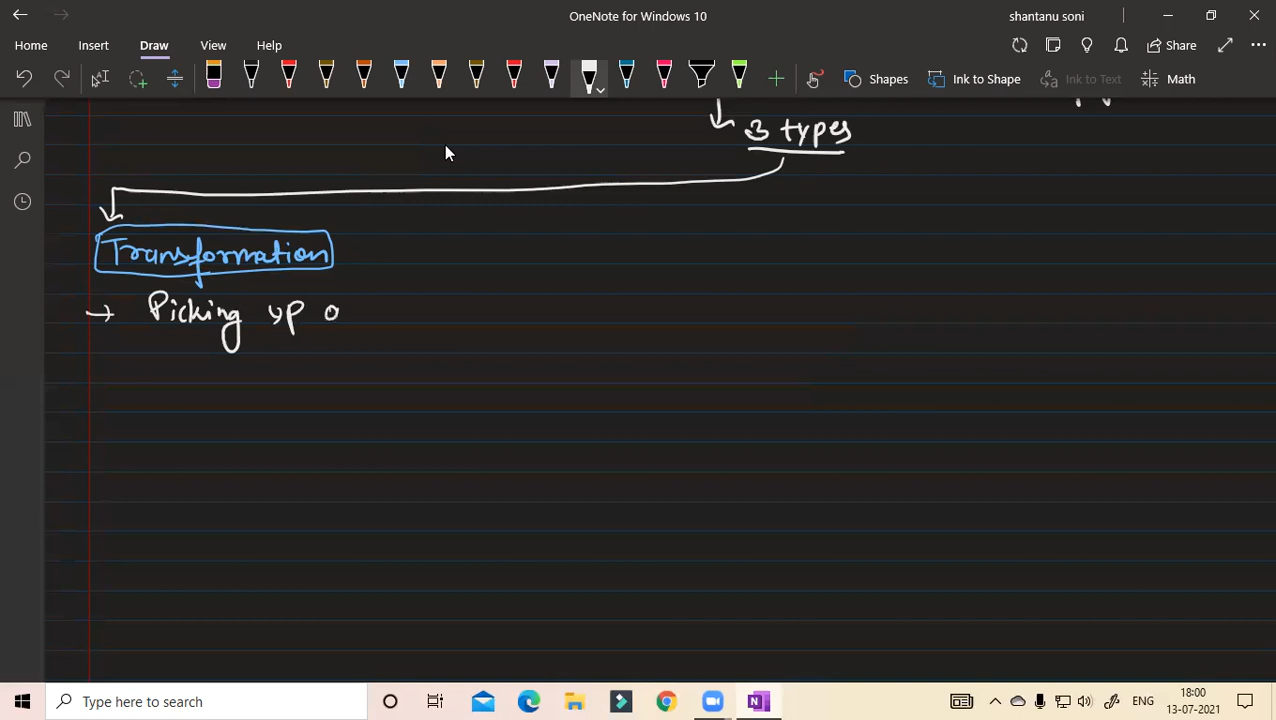 OneNote for Windows 10
shantanu soni
Home
Insert
Draw
View
Help
Share
Shapes
Ink to Shape
Ink to Text
Math
3 types
Transformation
→ Picking up o
Type here to search
ENG
18:00
13-07-2021